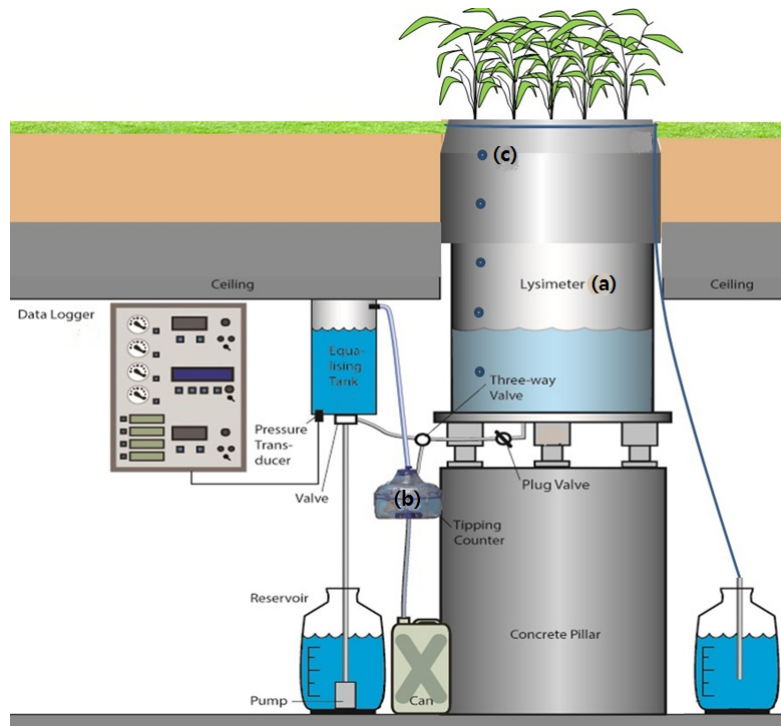 (c)
Ceiling
Lysimeter (a)
Ceiling
Data Logger
Equa-
lising
Tank
Three-way
Valve
Pressure
Trans-
ducer
Valve
Plug Valve
(b)
Tipping
Counter
Reservoir
Concrete Pillar
Pump
Can